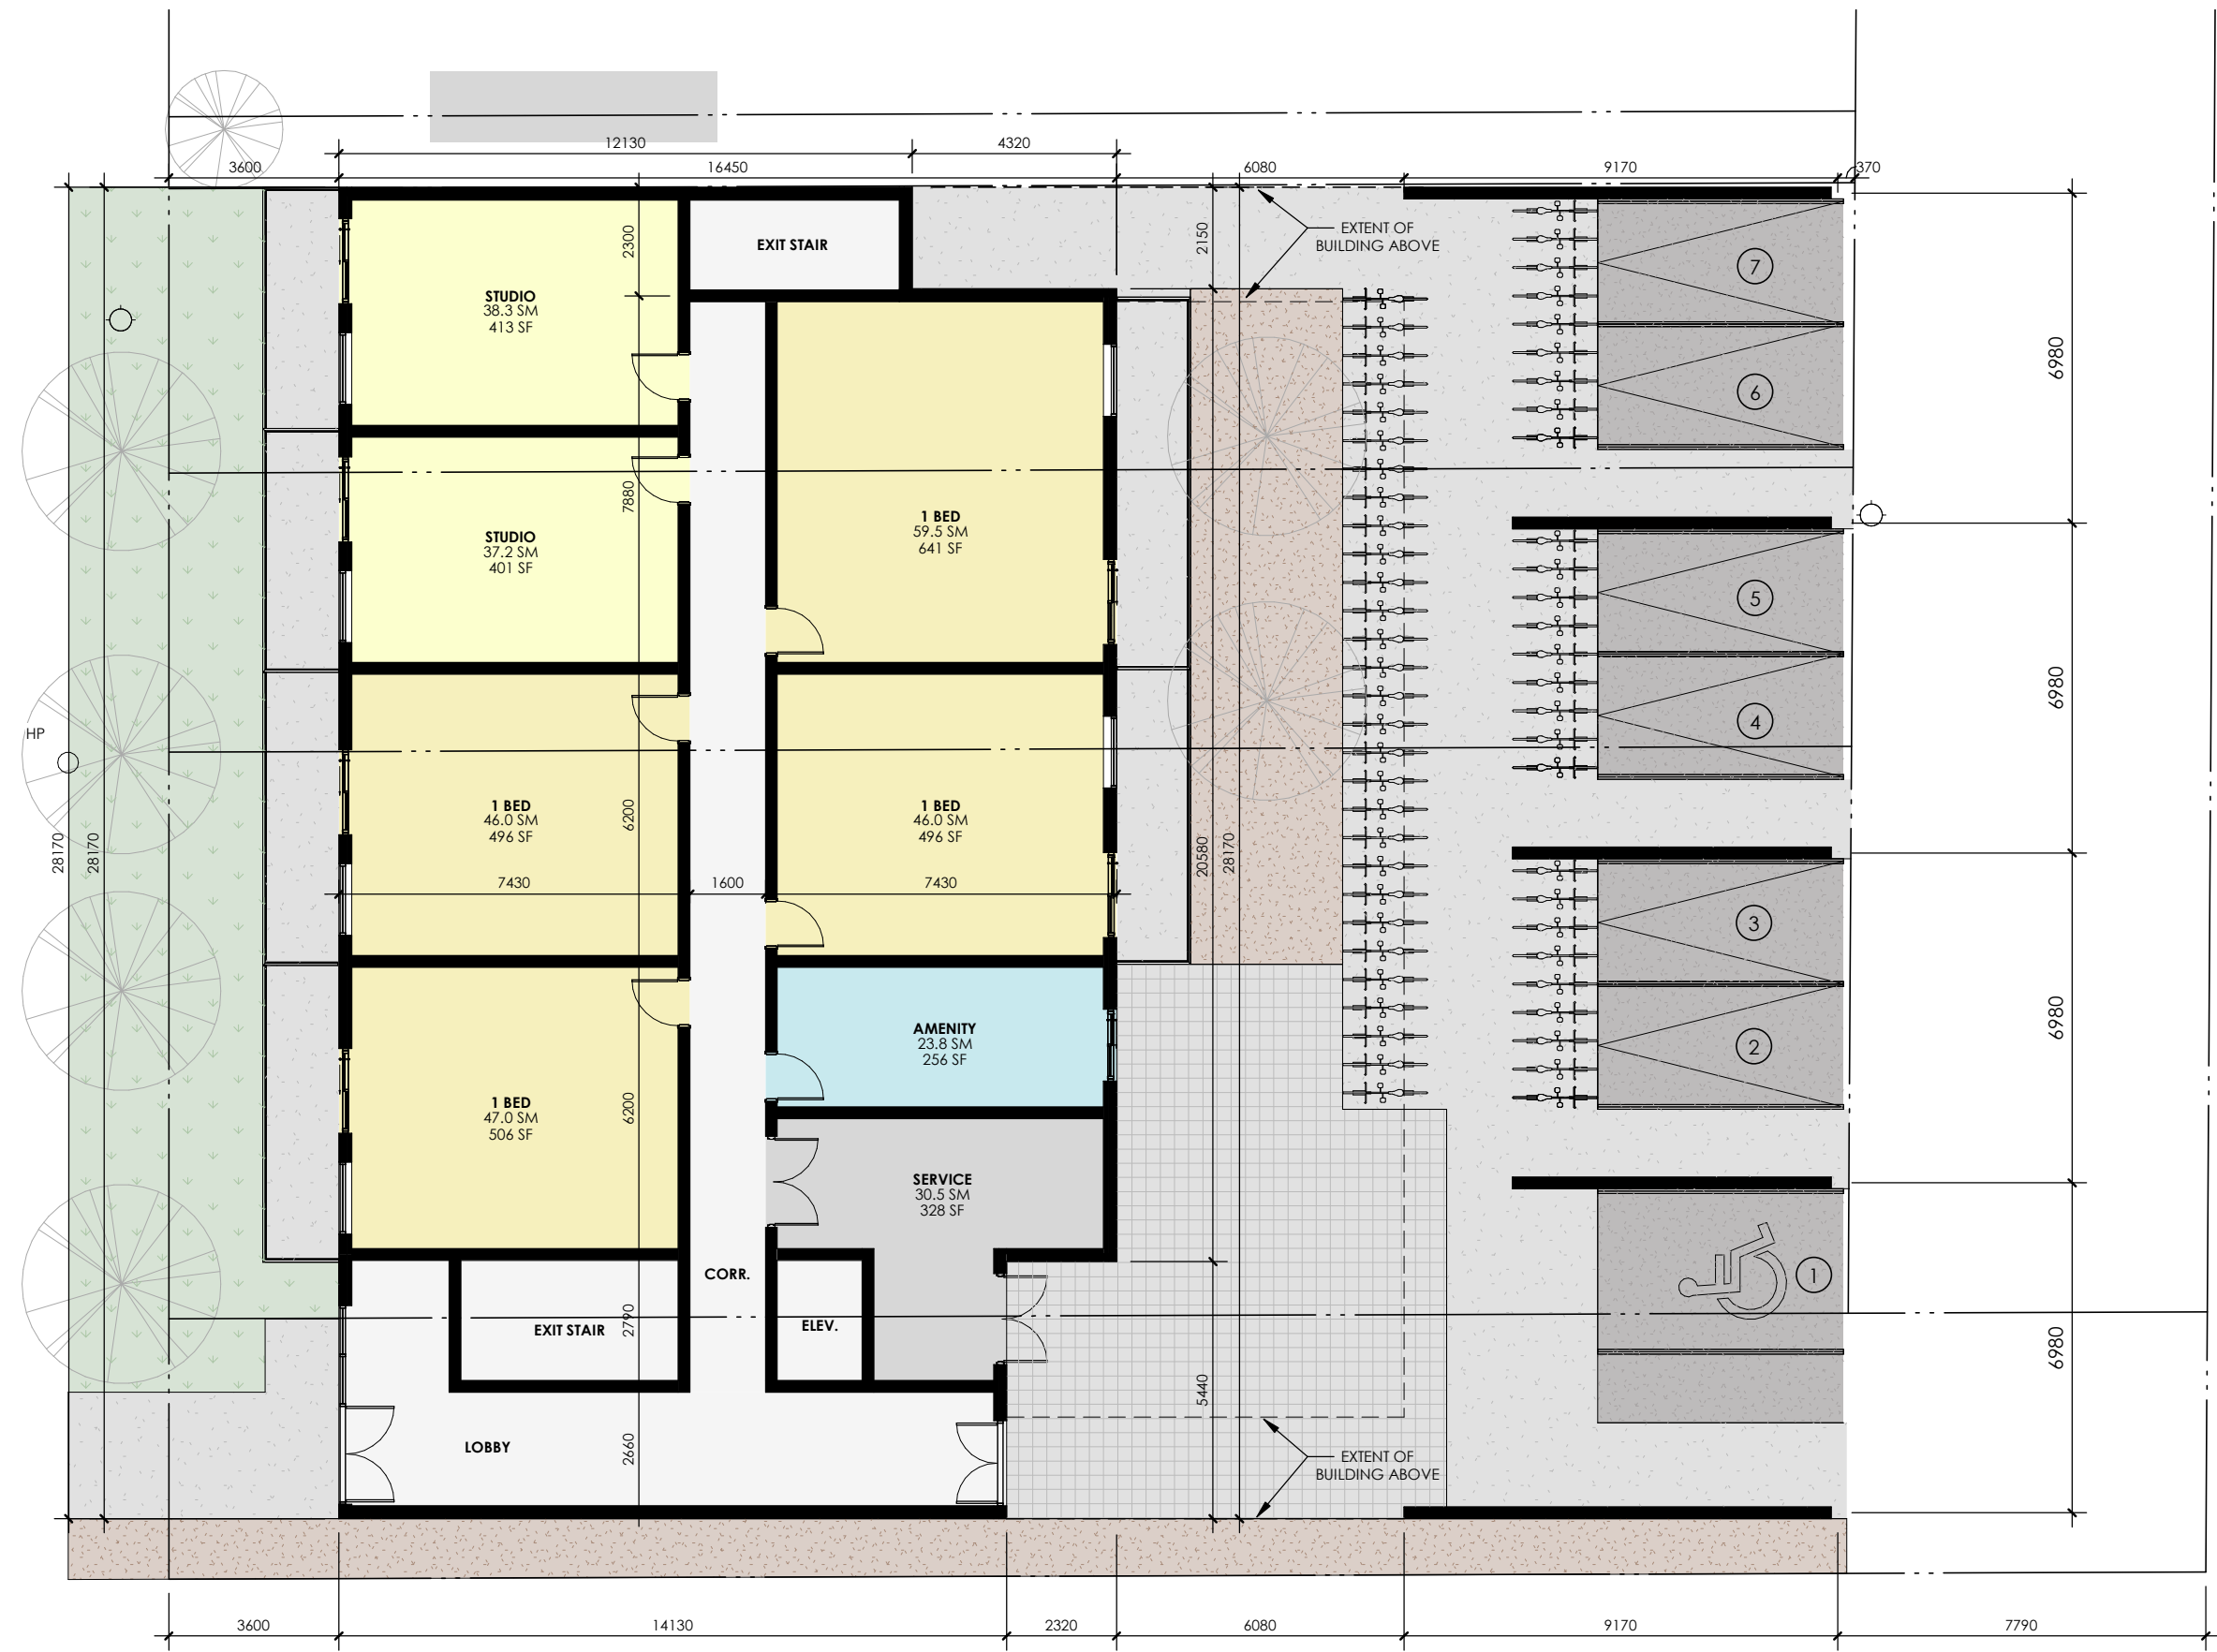 12130
4320
3600
16450
6080
9170
370
EXIT STAIR
2300
2150
EXTENT OF
BUILDING ABOVE
7
STUDIO
38.3 SM
413 SF
6980
6
7880
STUDIO
37.2 SM
401 SF
1 BED
59.5 SM
641 SF
5
6980
4
HP
1 BED
46.0 SM
496 SF
6200
1 BED
46.0 SM
496 SF
28170
28170
20580
28170
7430
1600
7430
3
6980
2
AMENITY
23.8 SM
256 SF
1 BED
47.0 SM
506 SF
6200
SERVICE
30.5 SM
328 SF
CORR.
1
EXIT STAIR
2790
ELEV.
6980
5440
LOBBY
2660
EXTENT OF
BUILDING ABOVE
3600
14130
2320
6080
9170
7790